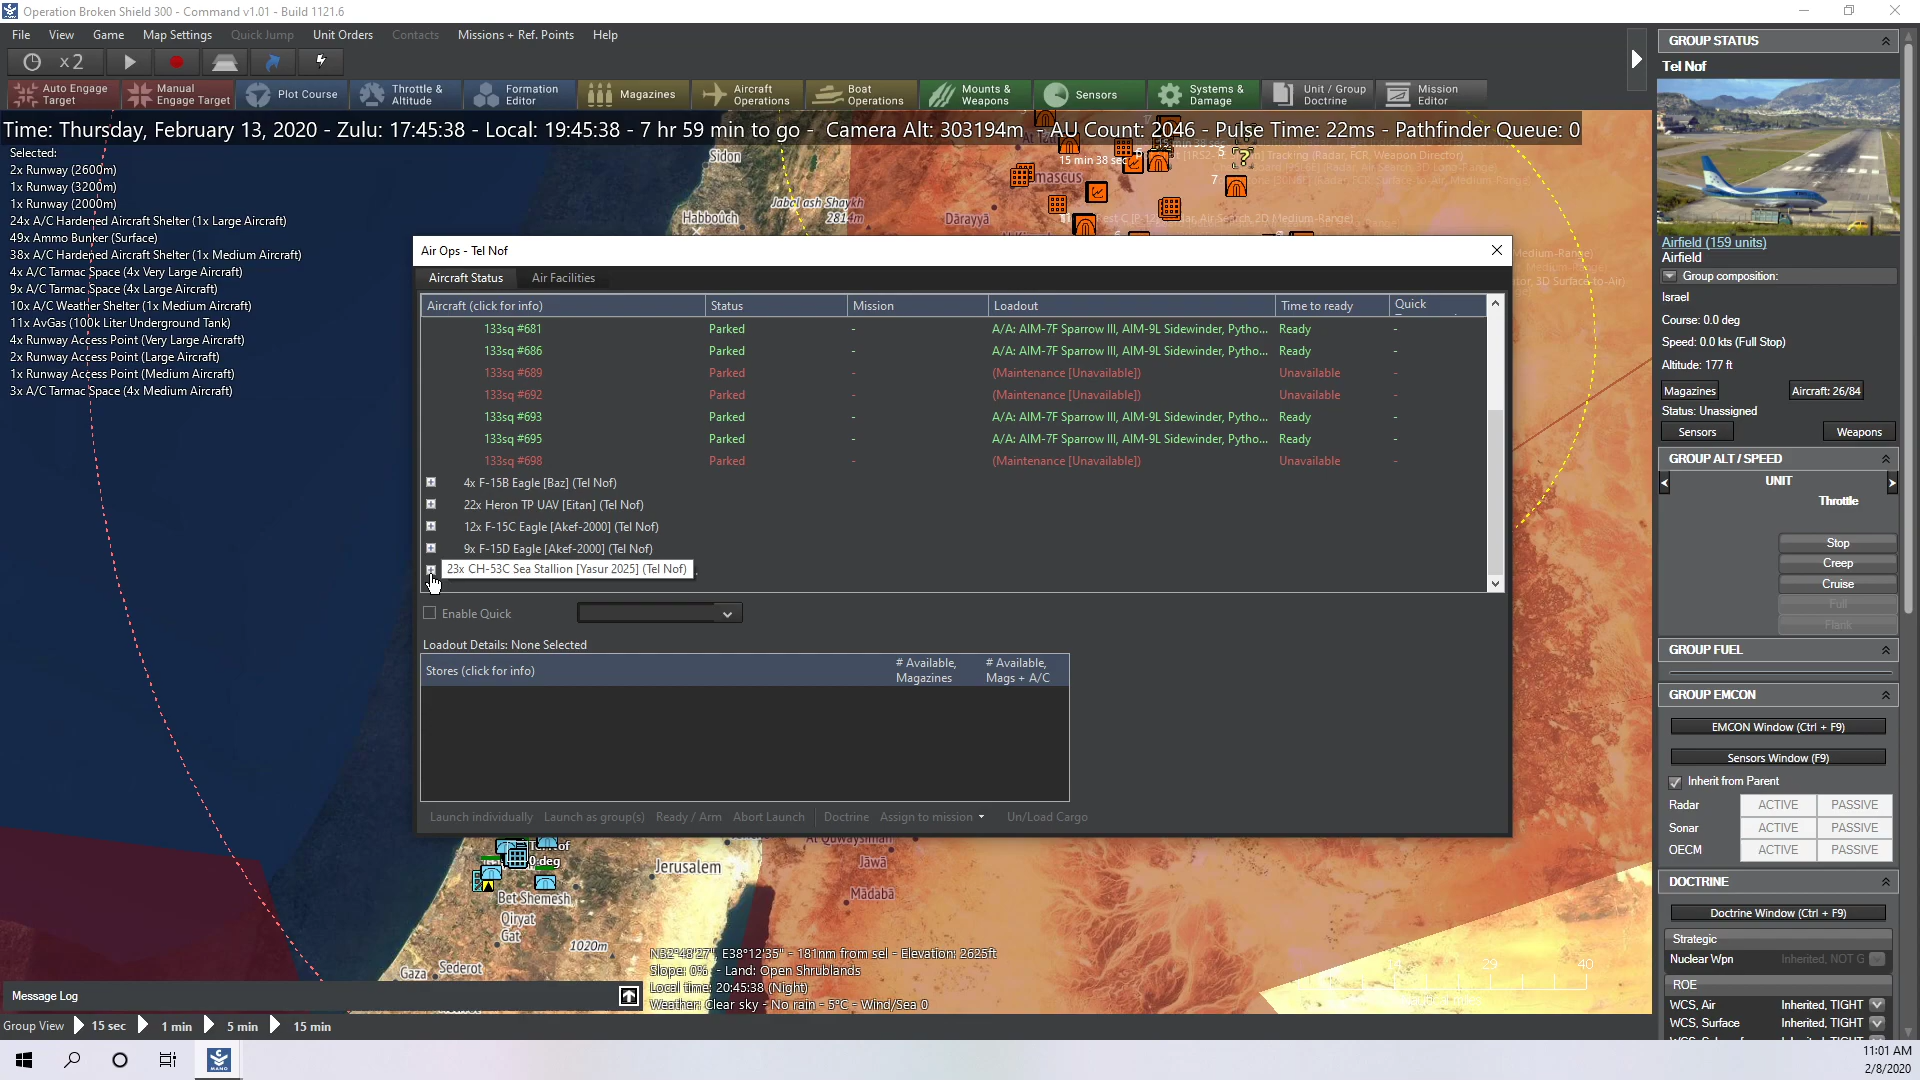 Operation Broken Shield 300 - Command v1.01 - Build 1121.6
File View Game Map Settings Quick Jump Unit Orders Contacts Missions + Ref. Points Help
x 2
Auto Engage Target
Manual Engage Target
Plot Course
Throttle & Altitude
Formation Editor
Magazines
Aircraft Operations
Boat Operations
Mounts & Weapons
Sensors
Systems & Damage
Unit / Group Doctrine
Mission Editor
Time: Thursday, February 13, 2020 - Zulu: 17:45:38 - Local: 19:45:38 - 7 hr 59 min to go - Camera Alt: 303194m - AU Count: 2046 - Pulse Time: 22ms - Pathfinder Queue: 0
Selected:
2x Runway (2600m)
1x Runway (3200m)
1x Runway (2000m)
24x A/C Hardened Aircraft Shelter (1x Large Aircraft)
49x Ammo Bunker (Surface)
38x A/C Hardened Aircraft Shelter (1x Medium Aircraft)
4x A/C Tarmac Space (4x Very Large Aircraft)
9x A/C Tarmac Space (4x Large Aircraft)
10x A/C Weather Shelter (1x Medium Aircraft)
11x AvGas (100k Liter Underground Tank)
4x Runway Access Point (Very Large Aircraft)
2x Runway Access Point (Large Aircraft)
1x Runway Access Point (Medium Aircraft)
3x A/C Tarmac Space (4x Medium Aircraft)
Sidon
Habboûch
Jabel ash Shaykh
2814m
Dārayyā
15 min 38 sec
7
Air Ops - Tel Nof
Aircraft Status Air Facilities
Aircraft (click for info) Status Mission Loadout Time to ready Quick
133sq #681 Parked - A/A: AIM-7F Sparrow III, AIM-9L Sidewinder, Pytho... Ready -
133sq #686 Parked - A/A: AIM-7F Sparrow III, AIM-9L Sidewinder, Pytho... Ready -
133sq #689 Parked - (Maintenance [Unavailable]) Unavailable -
133sq #692 Parked - (Maintenance [Unavailable]) Unavailable -
133sq #693 Parked - A/A: AIM-7F Sparrow III, AIM-9L Sidewinder, Pytho... Ready -
133sq #695 Parked - A/A: AIM-7F Sparrow III, AIM-9L Sidewinder, Pytho... Ready -
133sq #698 Parked - (Maintenance [Unavailable]) Unavailable -
4x F-15B Eagle [Baz] (Tel Nof)
22x Heron TP UAV [Eitan] (Tel Nof)
12x F-15C Eagle [Akef-2000] (Tel Nof)
9x F-15D Eagle [Akef-2000] (Tel Nof)
23x CH-53C Sea Stallion [Yasur 2025] (Tel Nof)
Enable Quick
Loadout Details: None Selected
Stores (click for info) # Available, Magazines # Available, Mags + A/C
Launch individually Launch as group(s) Ready / Arm Abort Launch Doctrine Assign to mission Un/Load Cargo
Jerusalem
Bet Shemesh
Qiryat Gat
1020m
Gaza Sederot
Jāwā
Mādabā
N32°48'27", E38°12'35" - 181nm from sel - Elevation: 2625ft
Slope: 0% - Land: Open Shrublands
Local time: 20:45:38 (Night)
Weather: Clear sky - No rain - 5°C - Wind/Sea 0
29 40
Message Log
Group View 15 sec 1 min 5 min 15 min
GROUP STATUS
Tel Nof
Airfield (159 units)
Airfield
Group composition:
Israel
Course: 0.0 deg
Speed: 0.0 kts (Full Stop)
Altitude: 177 ft
Magazines Aircraft: 26/84
Status: Unassigned
Sensors Weapons
GROUP ALT / SPEED
UNIT
Throttle
Stop
Creep
Cruise
Full
Flank
GROUP FUEL
GROUP EMCON
EMCON Window (Ctrl + F9)
Sensors Window (F9)
Inherit from Parent
Radar ACTIVE PASSIVE
Sonar ACTIVE PASSIVE
OECM ACTIVE PASSIVE
DOCTRINE
Doctrine Window (Ctrl + F9)
Strategic
Nuclear Wpn Inherited, NOT G
ROE
WCS, Air Inherited, TIGHT
WCS, Surface Inherited, TIGHT
11:01 AM
2/8/2020